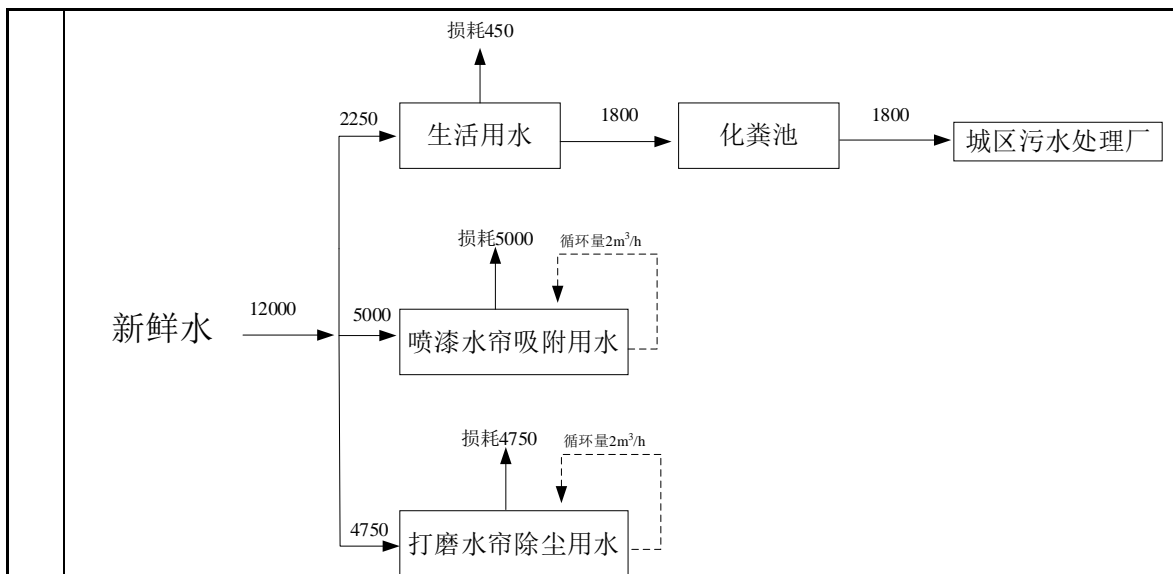 损耗450
2250
生活用水
1800
化粪池
1800
城区污水处理厂
损耗5000
循环量2m³/h
新鲜水
12000
5000
喷漆水帘吸附用水
损耗4750
循环量2m³/h
4750
打磨水帘除尘用水